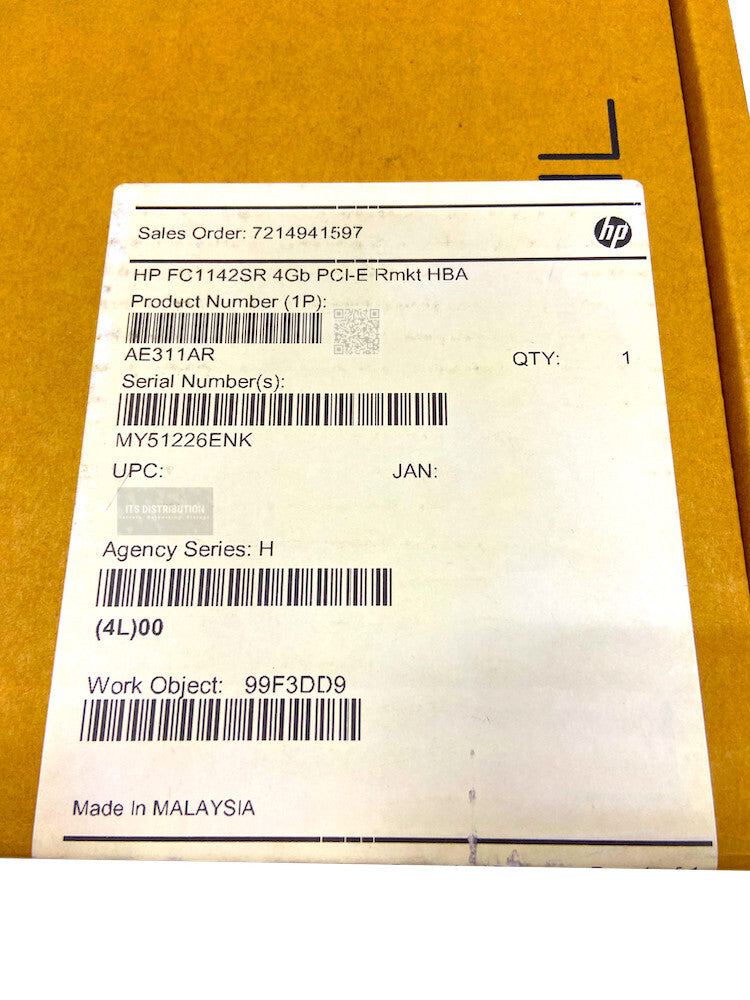 Sales Order: 7214941597
hp
HP FC1142SR 4Gb PCI-E Rmkt HBA
Product Number (1P):
AE311AR
QTY: 1
Serial Number(s):
MY51226ENK
UPC: JAN:
ITS DISTRIBUTION
Agency Series: H
(4L)00
Work Object: 99F3DD9
Made In MALAYSIA